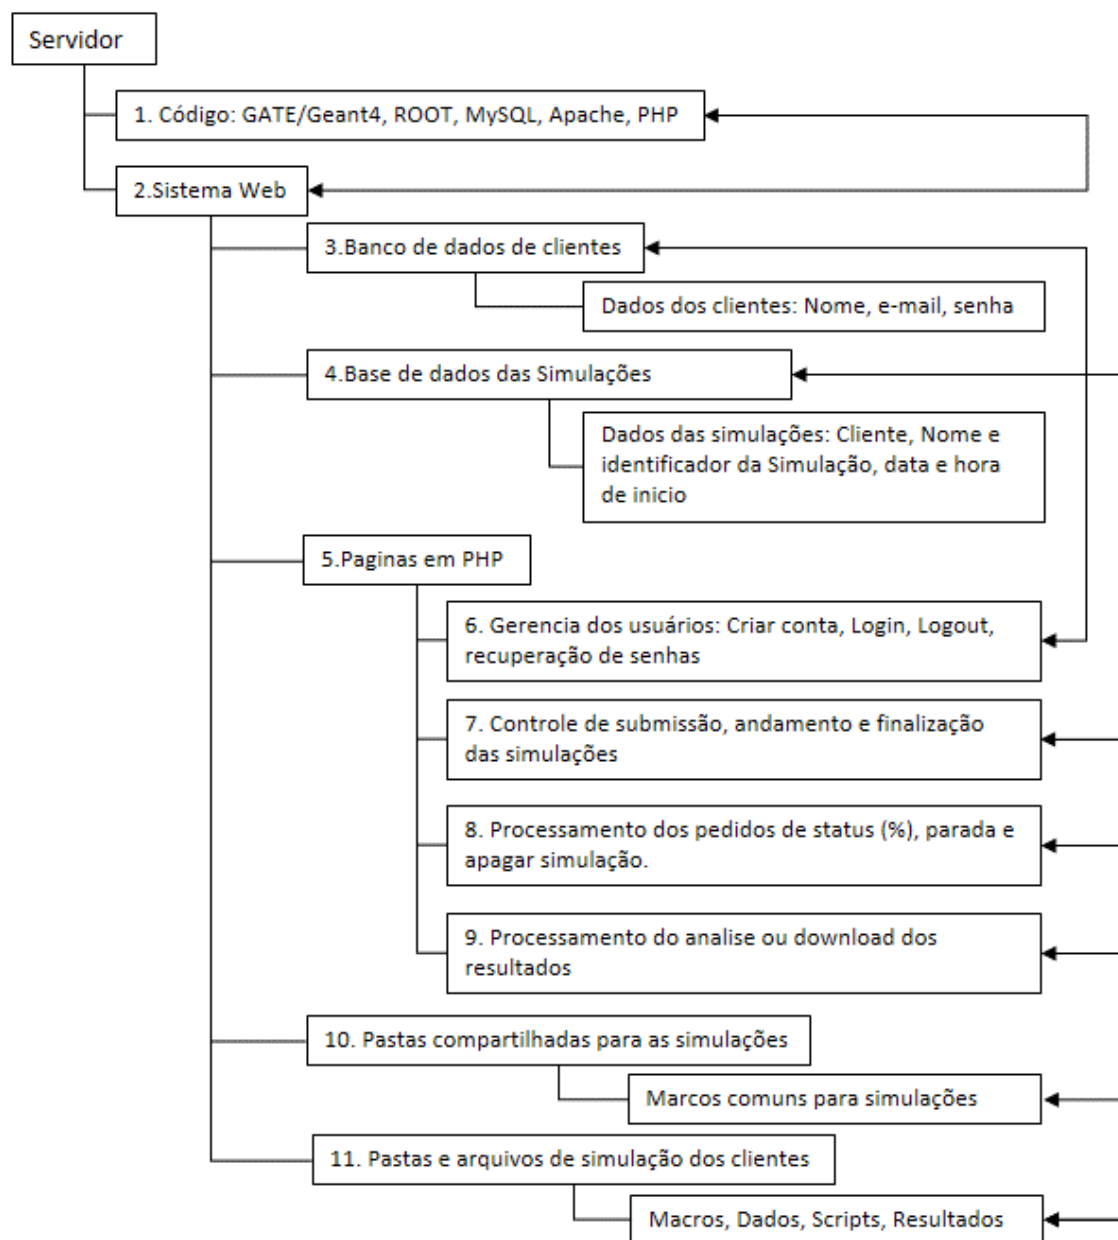 Servidor
1. Código: GATE/Geant4, ROOT, MySQL, Apache, PHP
2.Sistema Web
3.Banco de dados de clientes
Dados dos clientes: Nome, e-mail, senha
4.Base de dados das Simulações
Dados das simulações: Cliente, Nome e
identificador da Simulação, data e hora
de inicio
5.Paginas em PHP
6. Gerencia dos usuários: Criar conta, Login, Logout,
recuperação de senhas
7. Controle de submissão, andamento e finalização
das simulações
8. Processamento dos pedidos de status (%), parada e
apagar simulação.
9. Processamento do analise ou download dos
resultados
10. Pastas compartilhadas para as simulações
Marcos comuns para simulações
11. Pastas e arquivos de simulação dos clientes
Macros, Dados, Scripts, Resultados